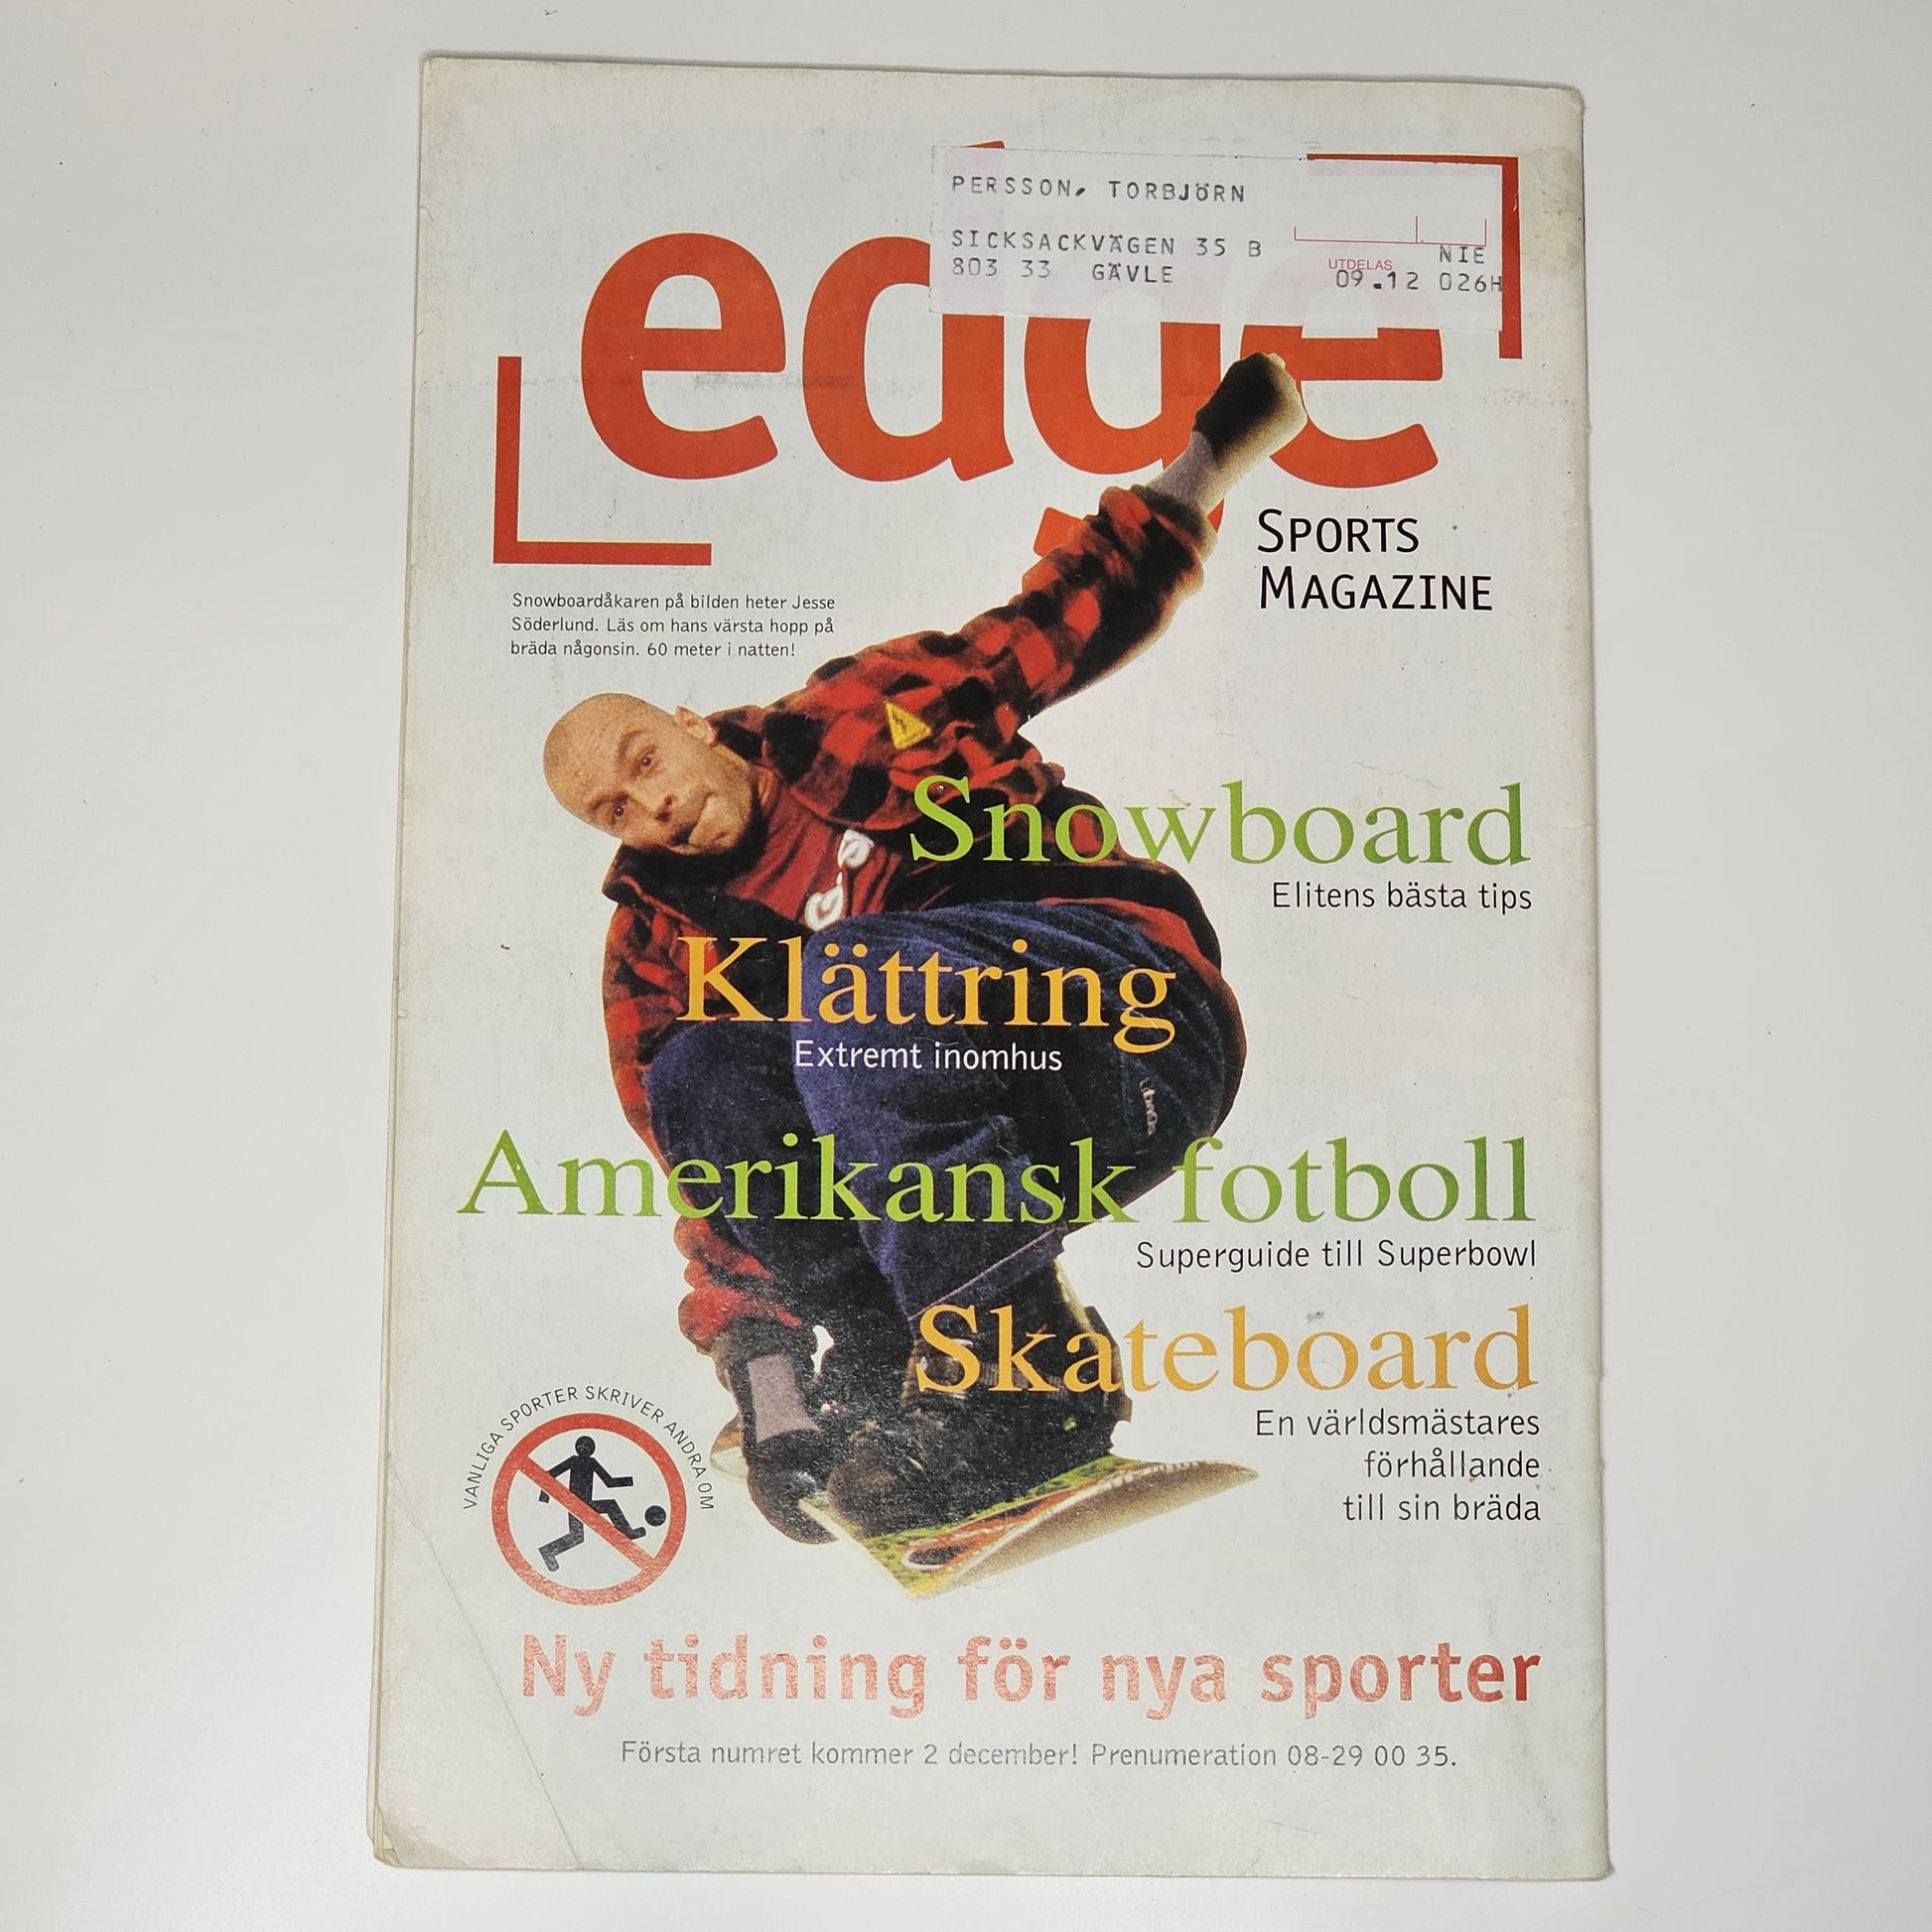 edge
PERSSON, TORBJÖRN
SICKSACKVÄGEN 35 B
803 33 GÄVLE
NIE
UTDELAS
09.12 026H
SPORTS
MAGAZINE
Snowboardåkaren på bilden heter Jesse
Söderlund. Läs om hans värsta hopp på
bräda någonsin. 60 meter i natten!
Snowboard
Elitens bästa tips
Klättring
Extremt inomhus
Amerikansk fotboll
Superguide till Superbowl
Skateboard
En världsmästares
förhållande
till sin bräda
VANLIGA SPORTER SKRIVER ANDRA OM
Ny tidning för nya sporter
Första numret kommer 2 december! Prenumeration 08-29 00 35.